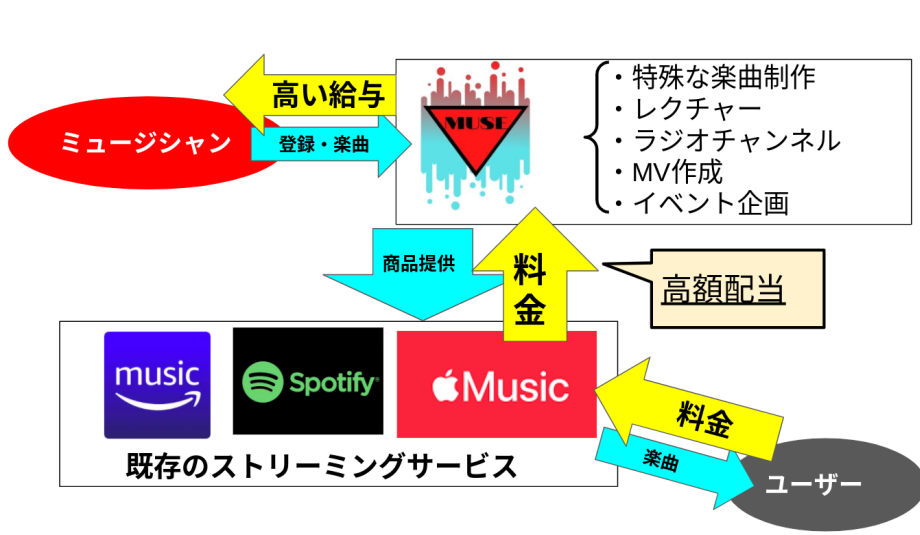 高い給与
ミュージシャン
登録・楽曲
MUSE
・特殊な楽曲制作
・レクチャー
・ラジオチャンネル
・MV作成
・イベント企画
商品提供
料
金
高額配当
music
Spotify
Music
既存のストリーミングサービス
料金
楽曲
ユーザー